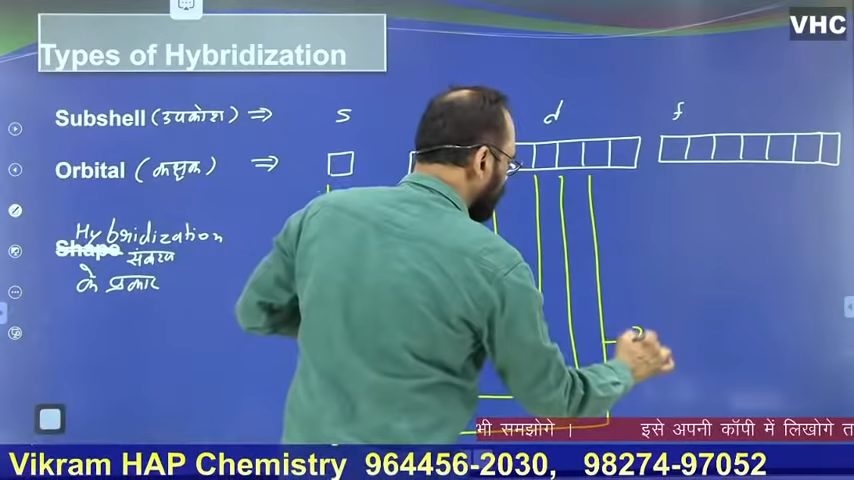 VHC
Types of Hybridization
Subshell (उपकोश) ⇒ s d f
Orbital (कक्षक) ⇒
Hybridization
Shape संकरण
के प्रकार
भी समझोगे । इसे अपनी कॉपी में लिखोगे त
Vikram HAP Chemistry 964456-2030, 98274-97052